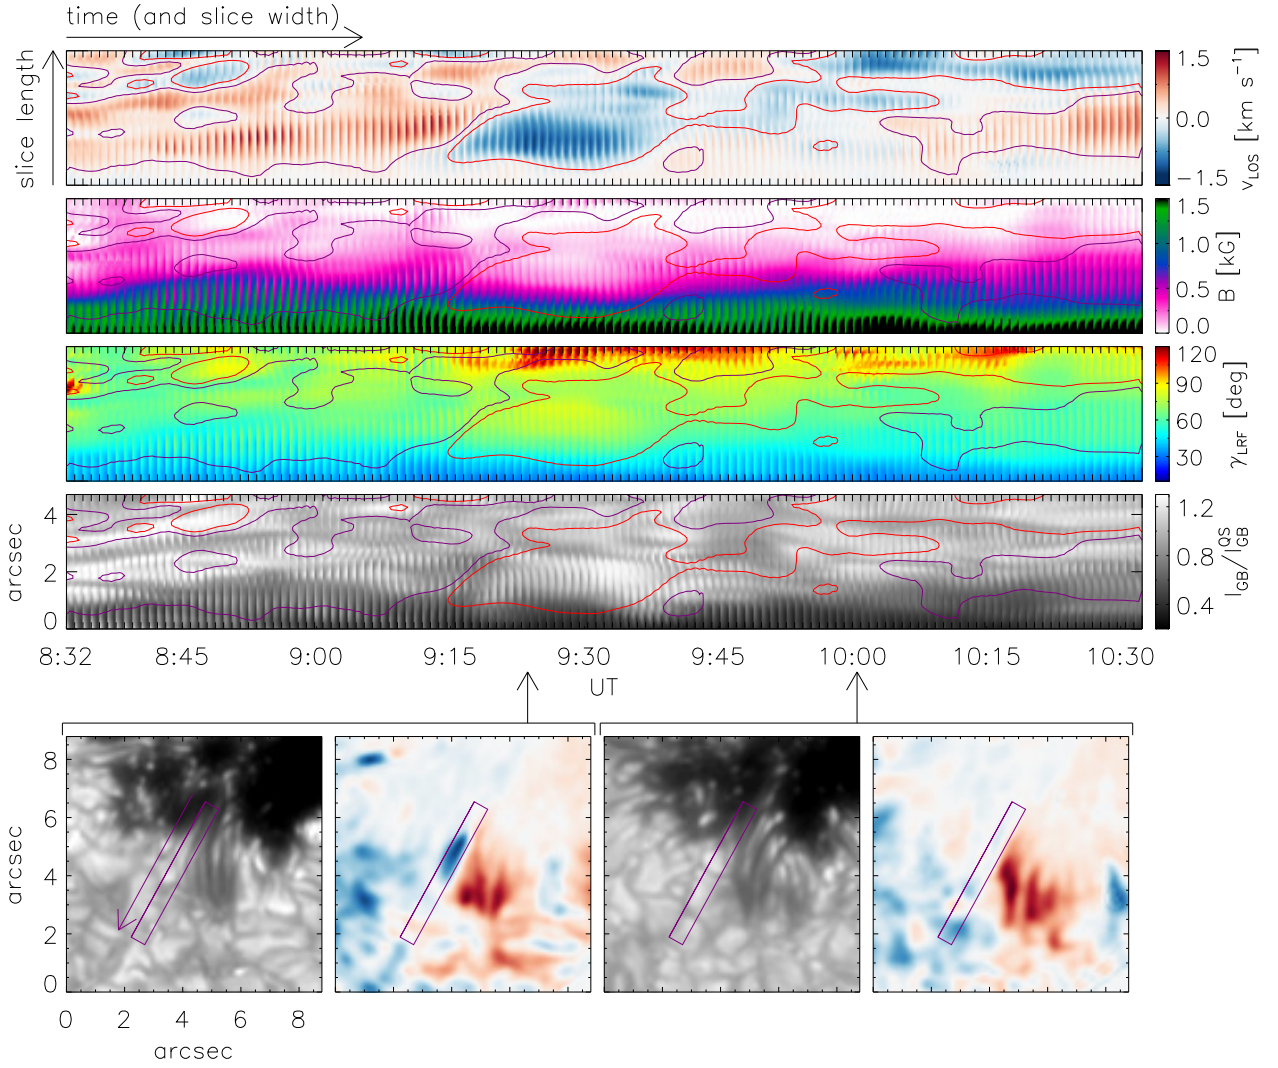 time (and slice width)
slice length
1.5
0.0
−1.5
v_LOS [km s⁻¹]
1.5
1.0
0.5
0.0
B [kG]
120
90
60
30
γ_LRF [deg]
arcsec
4
2
0
1.2
0.8
0.4
I_GB/I_GB^QS
8:32 8:45 9:00 9:15 9:30 9:45 10:00 10:15 10:30
UT
arcsec
8
6
4
2
0
0 2 4 6 8
arcsec